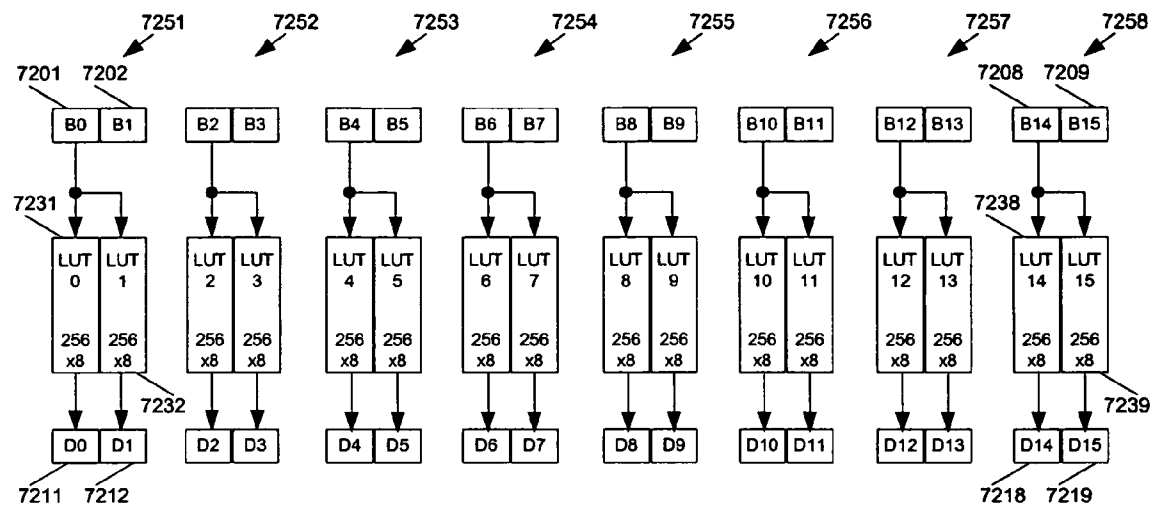 7251 7252 7253 7254 7255 7256 7257 7258
7201 7202 7208 7209
B0 B1 B2 B3 B4 B5 B6 B7 B8 B9 B10 B11 B12 B13 B14 B15
7231 7238
LUT LUT LUT LUT LUT LUT LUT LUT LUT LUT LUT LUT LUT LUT LUT LUT
0 1 2 3 4 5 6 7 8 9 10 11 12 13 14 15
256 256 256 256 256 256 256 256 256 256 256 256 256 256 256 256
x8 x8 x8 x8 x8 x8 x8 x8 x8 x8 x8 x8 x8 x8 x8 x8
7232 7239
D0 D1 D2 D3 D4 D5 D6 D7 D8 D9 D10 D11 D12 D13 D14 D15
7211 7212 7218 7219